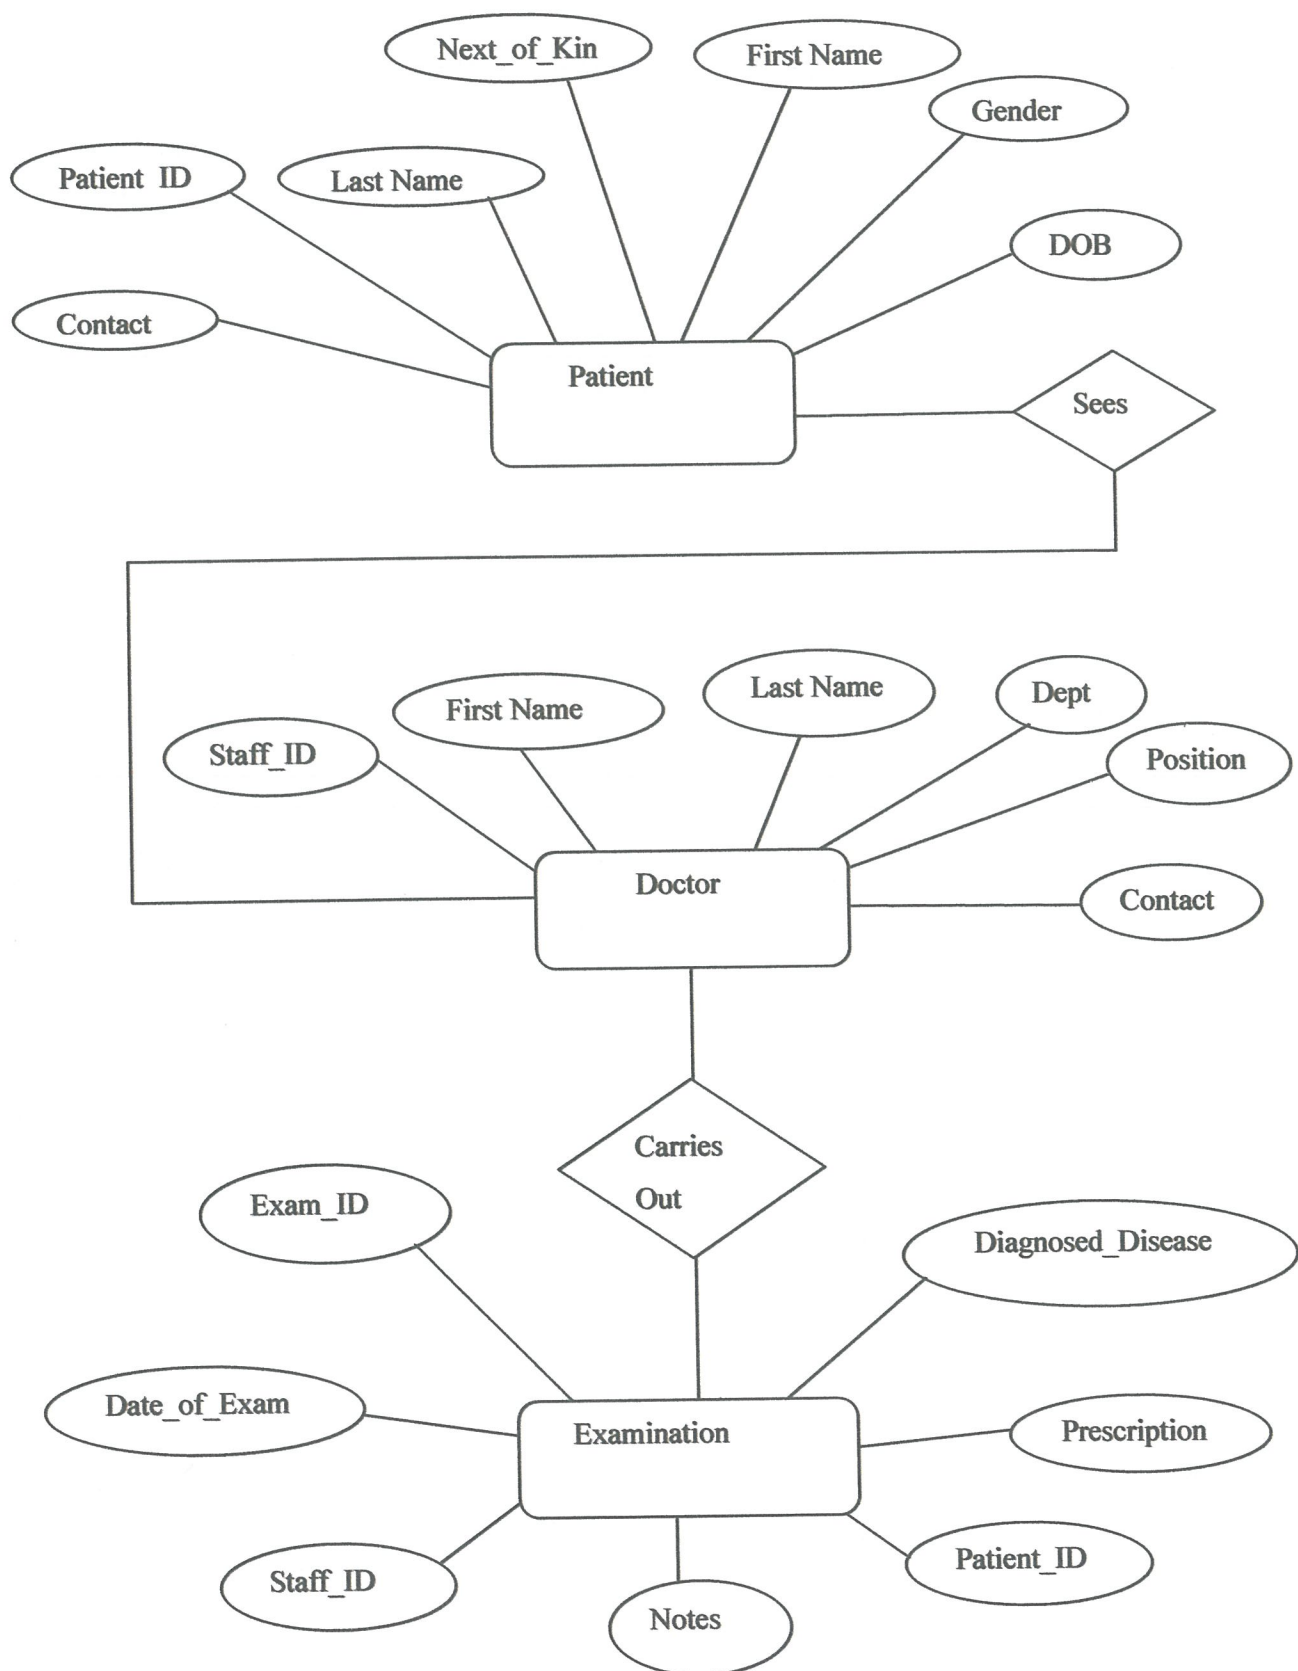 Next_of_Kin
First Name
Gender
Patient ID
Last Name
DOB
Contact
Patient
Sees
First Name
Last Name
Dept
Staff_ID
Position
Doctor
Contact
Carries
Out
Exam_ID
Diagnosed_Disease
Date_of_Exam
Examination
Prescription
Staff_ID
Patient_ID
Notes